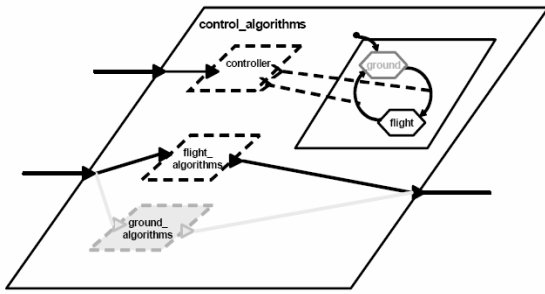 control_algorithms
controller
ground
flight
flight_
algorithms
ground_
algorithms